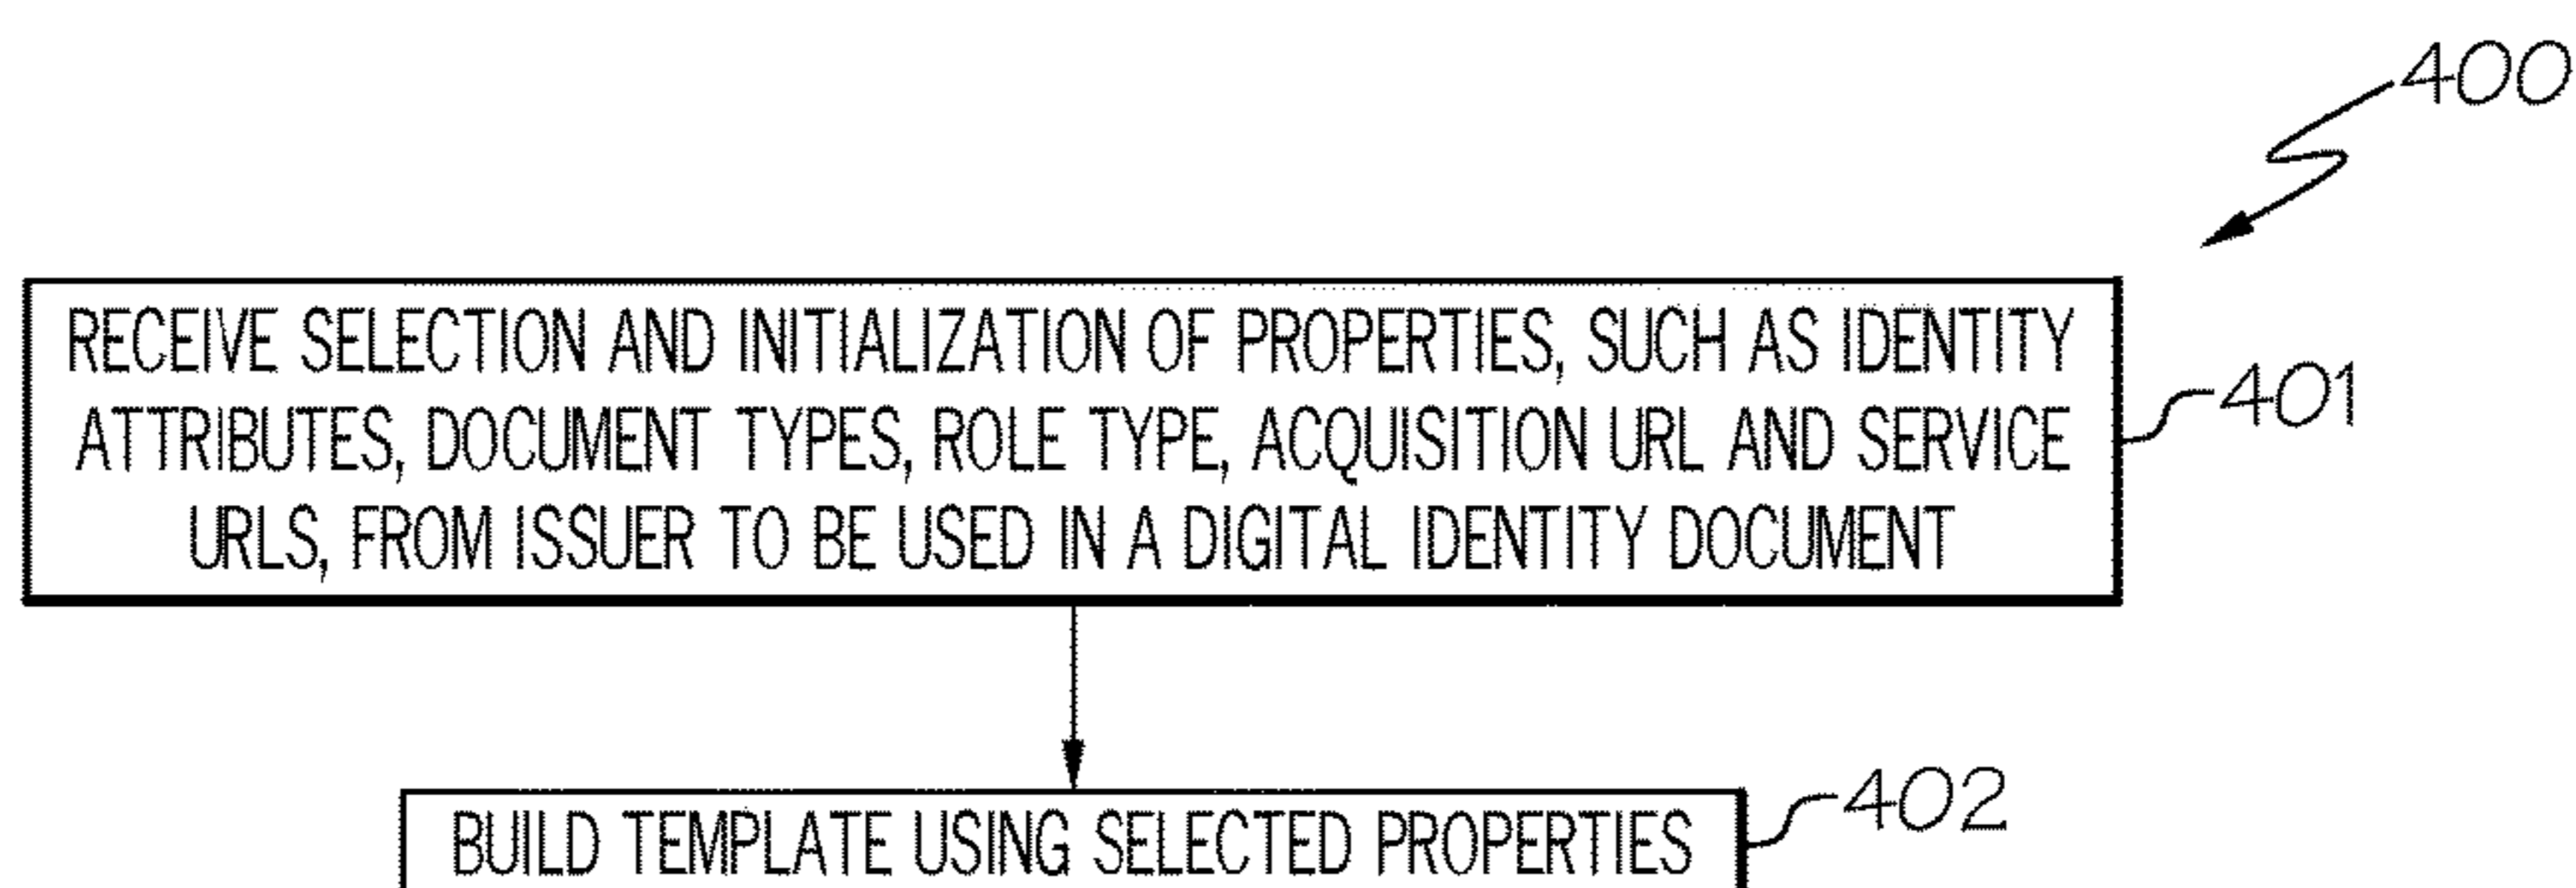 400
RECEIVE SELECTION AND INITIALIZATION OF PROPERTIES, SUCH AS IDENTITY
ATTRIBUTES, DOCUMENT TYPES, ROLE TYPE, ACQUISITION URL AND SERVICE
URLS, FROM ISSUER TO BE USED IN A DIGITAL IDENTITY DOCUMENT
401
BUILD TEMPLATE USING SELECTED PROPERTIES
402